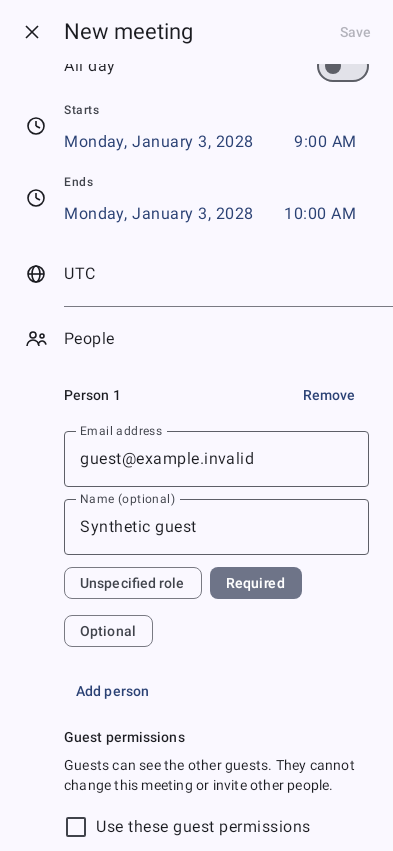 New meeting
Save
All day
Starts
Monday, January 3, 2028 9:00 AM
Ends
Monday, January 3, 2028 10:00 AM
UTC
People
Person 1 Remove
Email address
guest@example.invalid
Name (optional)
Synthetic guest
Unspecified role Required
Optional
Add person
Guest permissions
Guests can see the other guests. They cannot
change this meeting or invite other people.
Use these guest permissions